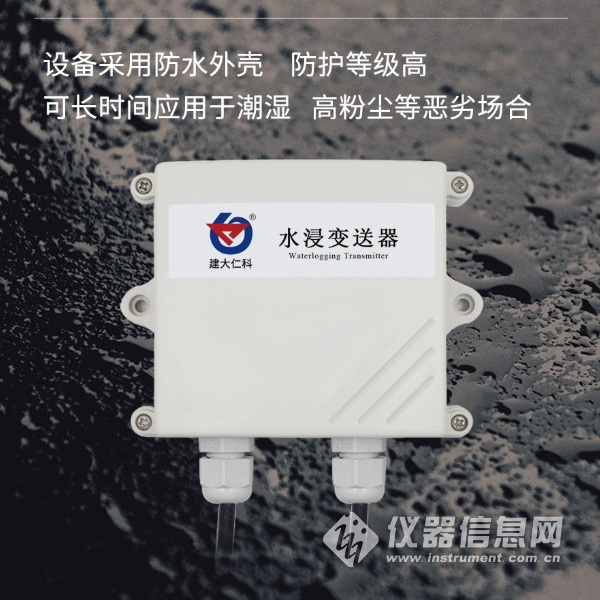 设备采用防水外壳 防护等级高
可长时间应用于潮湿 高粉尘等恶劣场合
®
建大仁科
水浸变送器
Waterlogging Transmitter
仪器信息网
www.instrument.com.cn